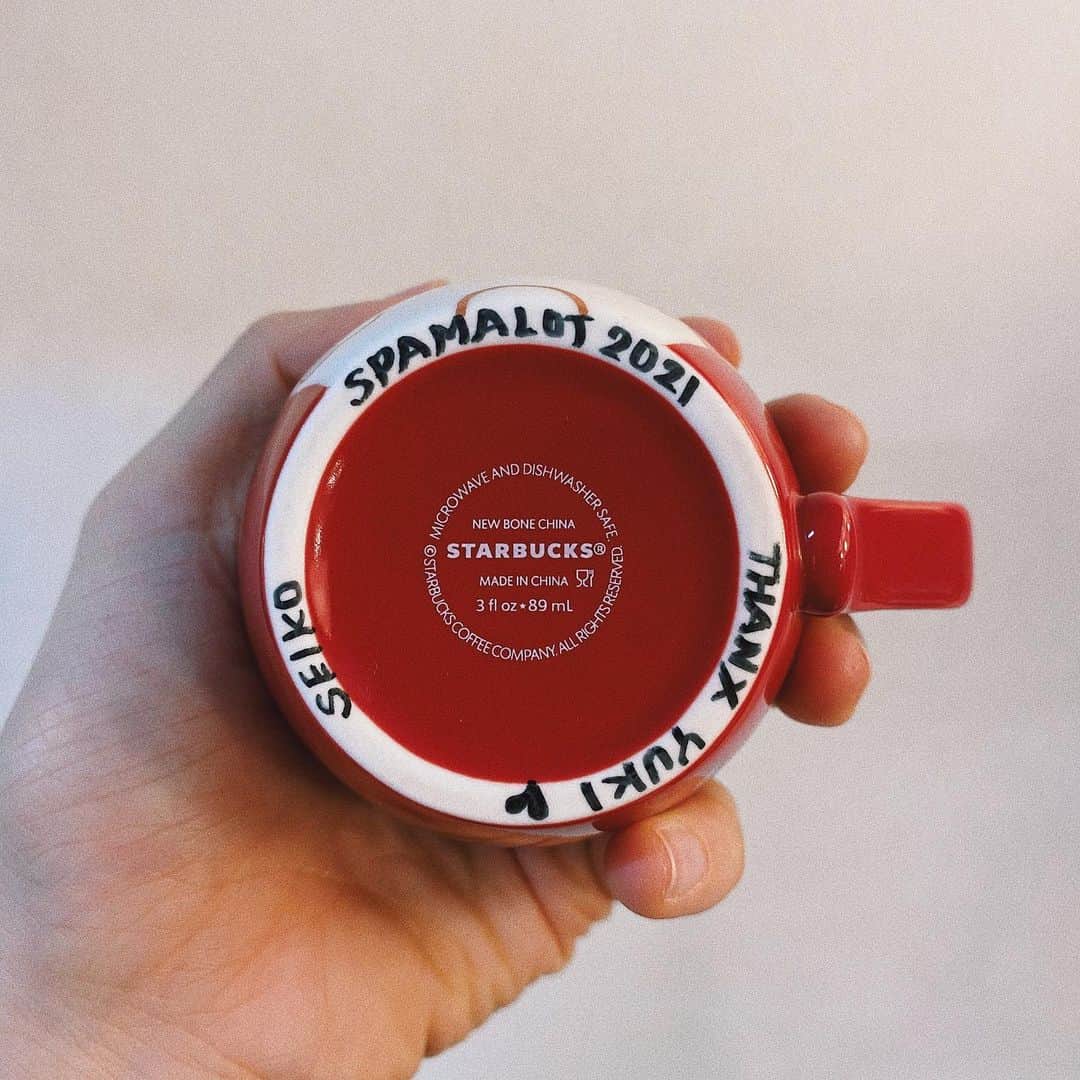 SPAMALOT 2021
THANX YUKI
SEIKO
MICROWAVE AND DISHWASHER SAFE.
NEW BONE CHINA
STARBUCKS®
MADE IN CHINA
3 fl oz★89 mL
© STARBUCKS COFFEE COMPANY. ALL RIGHTS RESERVED.